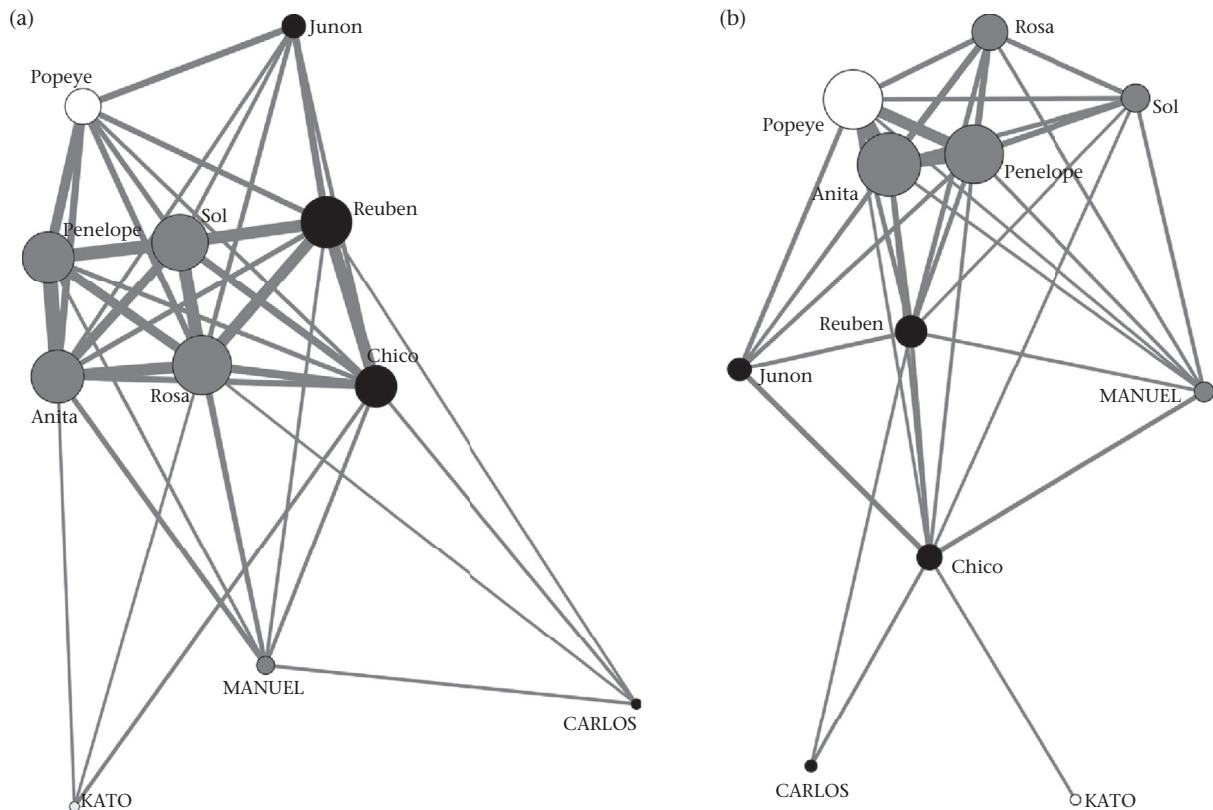 (a)
Junon
Popeye
Reuben
Sol
Penelope
Chico
Rosa
Anita
MANUEL
CARLOS
KATO
(b)
Rosa
Sol
Popeye
Penelope
Anita
Reuben
Junon
MANUEL
Chico
CARLOS
KATO